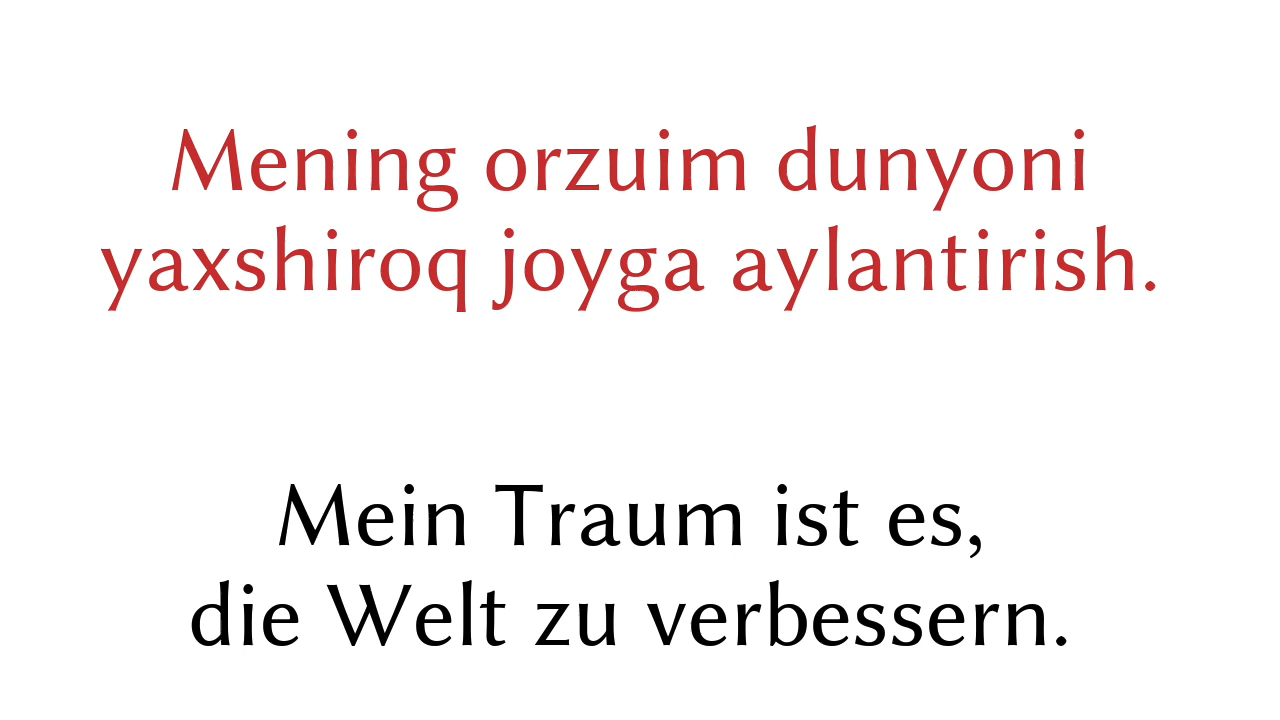 Mening orzuim dunyoni
yaxshiroq joyga aylantirish.
Mein Traum ist es,
die Welt zu verbessern.